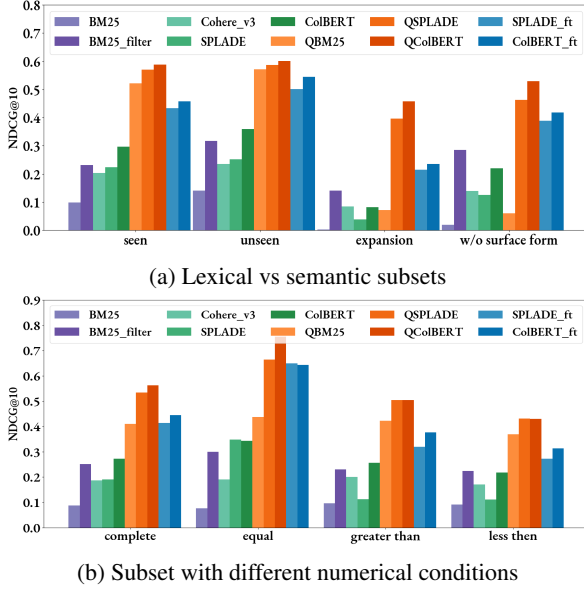 0.8
0.7
0.6
0.5
0.4
0.3
0.2
0.1
0.0
NDCG@10
BM25 Cohere_v3 ColBERT QSPLADE SPLADE_ft
BM25_filter SPLADE QBM25 QColBERT ColBERT_ft
seen unseen expansion w/o surface form
(a) Lexical vs semantic subsets
0.9
0.8
0.7
0.6
0.5
0.4
0.3
0.2
0.1
0.0
NDCG@10
BM25 Cohere_v3 ColBERT QSPLADE SPLADE_ft
BM25_filter SPLADE QBM25 QColBERT ColBERT_ft
complete equal greater than less then
(b) Subset with different numerical conditions